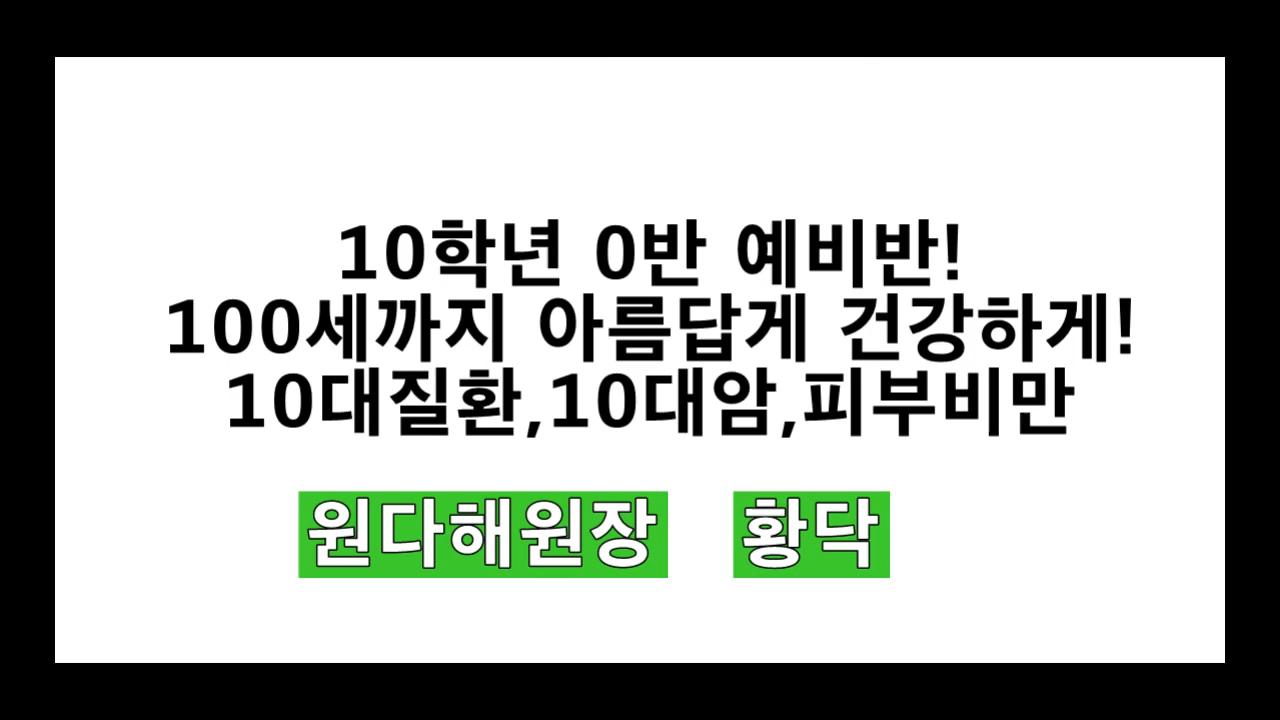 10학년 0반 예비반!
100세까지 아름답게 건강하게!
10대질환,10대암,피부비만
원다해원장 황닥